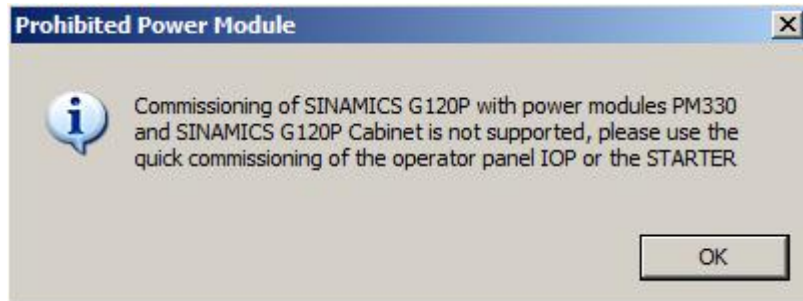 Prohibited Power Module
Commissioning of SINAMICS G120P with power modules PM330
and SINAMICS G120P Cabinet is not supported, please use the
quick commissioning of the operator panel IOP or the STARTER
OK